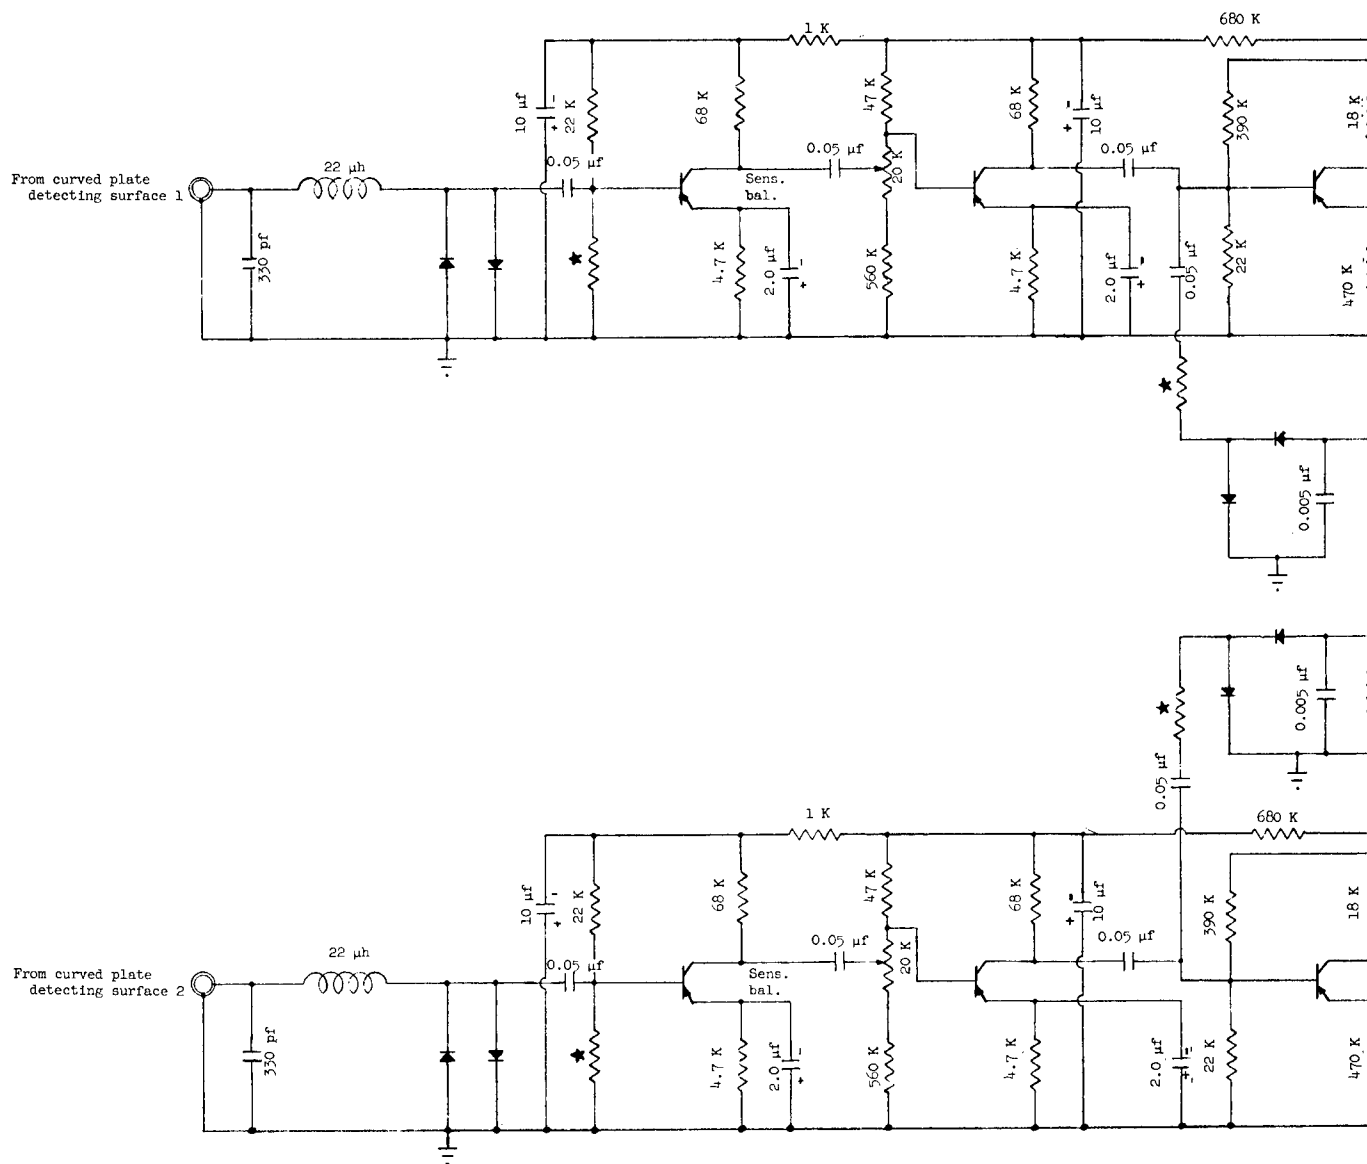 1 K
680 K
10 µf
- +
22 K
68 K
47 K
68 K
- +
10 µf
390 K
18 K
22 µh
0.05 µf
0.05 µf
20 K
0.05 µf
From curved plate
detecting surface 1
Sens.
bal.
330 pf
4.7 K
2.0 µf
- +
560 K
4.7 K
2.0 µf
- +
0.05 µf
22 K
470 K
0.005 µf
0.005 µf
0.05 µf
1 K
680 K
10 µf
- +
22 K
68 K
47 K
68 K
- +
10 µf
390 K
18 K
22 µh
0.05 µf
0.05 µf
20 K
0.05 µf
From curved plate
detecting surface 2
Sens.
bal.
330 pf
4.7 K
2.0 µf
- +
560 K
4.7 K
2.0 µf
- +
22 K
470 K